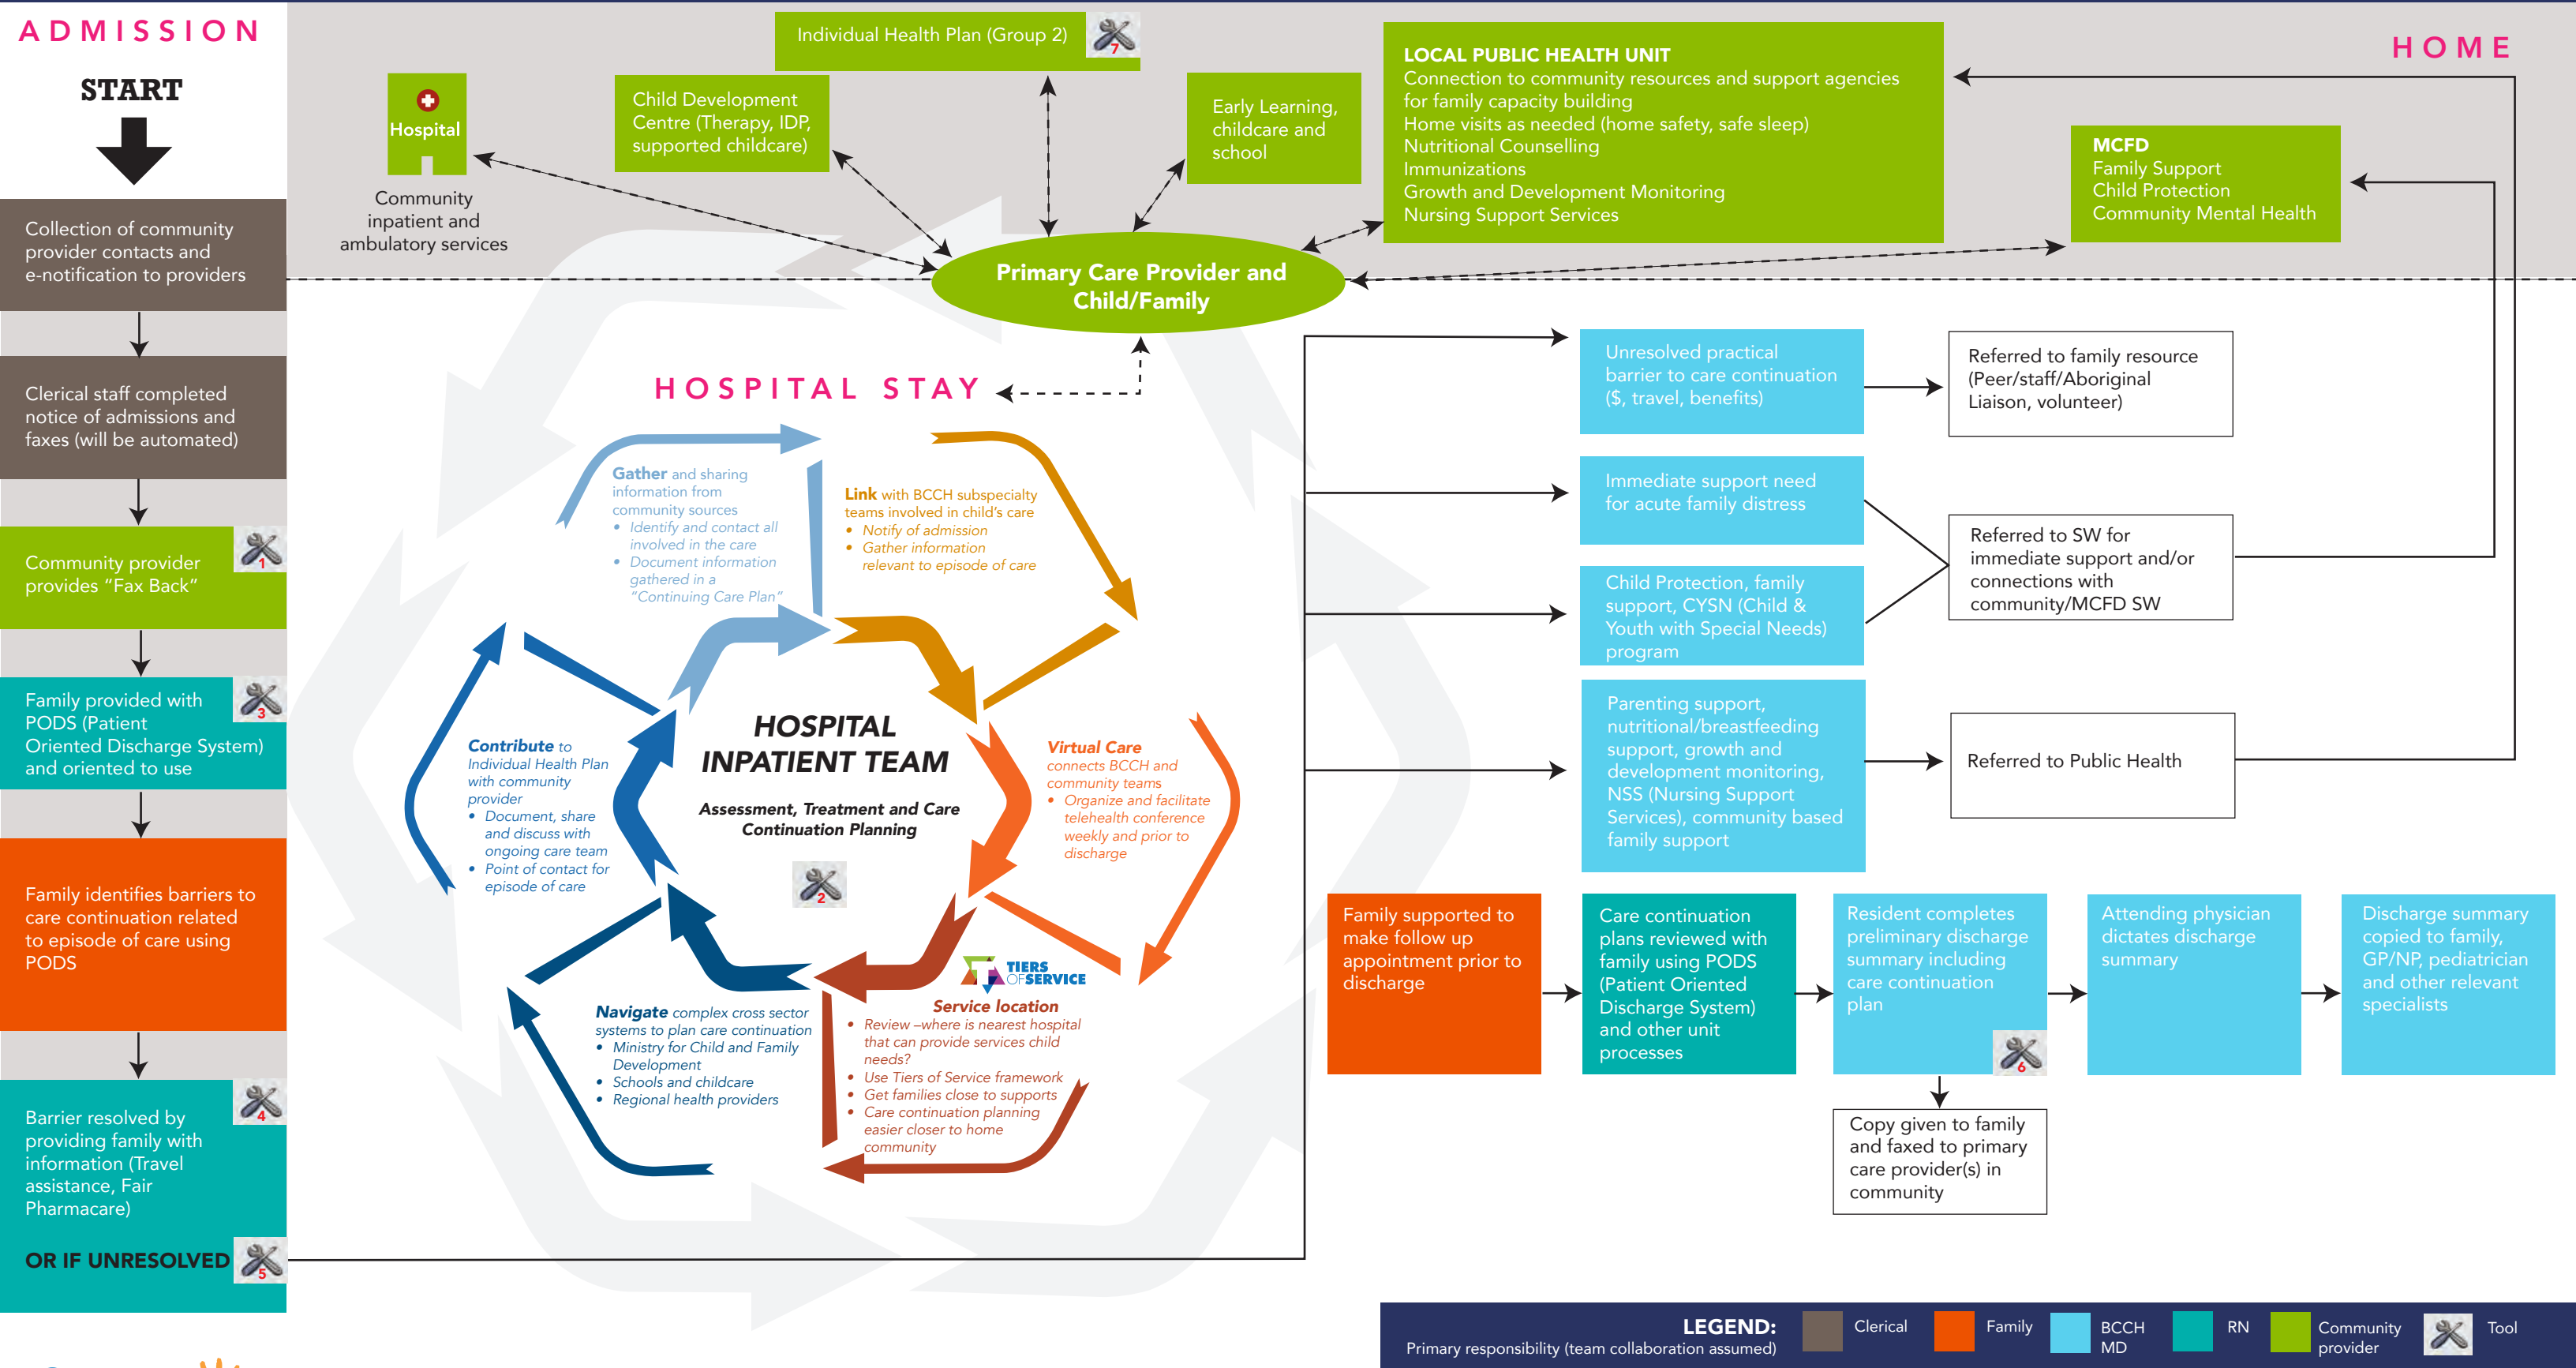 ADMISSION
START
Collection of community
provider contacts and
e-notification to providers
Clerical staff completed
notice of admissions and
faxes (will be automated)
Community provider
provides “Fax Back”
1
Family provided with
PODS (Patient
Oriented Discharge System)
and oriented to use
3
Family identifies barriers to
care continuation related
to episode of care using
PODS
Barrier resolved by
providing family with
information (Travel
assistance, Fair
Pharmacare)
4
OR IF UNRESOLVED
5
HOME
Hospital
Community
inpatient and
ambulatory services
Child Development
Centre (Therapy, IDP,
supported childcare)
Individual Health Plan (Group 2)
7
Early Learning,
childcare and
school
LOCAL PUBLIC HEALTH UNIT
Connection to community resources and support agencies
for family capacity building
Home visits as needed (home safety, safe sleep)
Nutritional Counselling
Immunizations
Growth and Development Monitoring
Nursing Support Services
MCFD
Family Support
Child Protection
Community Mental Health
Primary Care Provider and
Child/Family
HOSPITAL STAY
Gather and sharing
information from
community sources
• Identify and contact all
involved in the care
• Document information
gathered in a
“Continuing Care Plan”
Link with BCCH subspecialty
teams involved in child’s care
• Notify of admission
• Gather information
relevant to episode of care
Virtual Care
connects BCCH and
community teams
• Organize and facilitate
telehealth conference
weekly and prior to
discharge
TIERS
OFSERVICE
Service location
• Review –where is nearest hospital
that can provide services child
needs?
• Use Tiers of Service framework
• Get families close to supports
• Care continuation planning
easier closer to home
community
Navigate complex cross sector
systems to plan care continuation
• Ministry for Child and Family
Development
• Schools and childcare
• Regional health providers
Contribute to
Individual Health Plan
with community
provider
• Document, share
and discuss with
ongoing care team
• Point of contact for
episode of care
HOSPITAL
INPATIENT TEAM
Assessment, Treatment and Care
Continuation Planning
2
Unresolved practical
barrier to care continuation
($, travel, benefits)
Referred to family resource
(Peer/staff/Aboriginal
Liaison, volunteer)
Immediate support need
for acute family distress
Child Protection, family
support, CYSN (Child &
Youth with Special Needs)
program
Referred to SW for
immediate support and/or
connections with
community/MCFD SW
Parenting support,
nutritional/breastfeeding
support, growth and
development monitoring,
NSS (Nursing Support
Services), community based
family support
Referred to Public Health
Family supported to
make follow up
appointment prior to
discharge
Care continuation
plans reviewed with
family using PODS
(Patient Oriented
Discharge System)
and other unit
processes
Resident completes
preliminary discharge
summary including
care continuation
plan
6
Attending physician
dictates discharge
summary
Discharge summary
copied to family,
GP/NP, pediatrician
and other relevant
specialists
Copy given to family
and faxed to primary
care provider(s) in
community
LEGEND:
Primary responsibility (team collaboration assumed)
Clerical
Family
BCCH
MD
RN
Community
provider
Tool